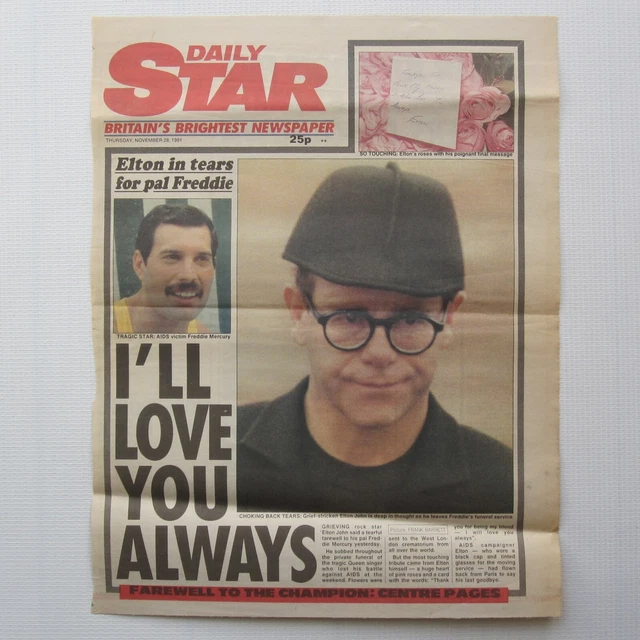 DAILY
STAR
BRITAIN'S BRIGHTEST NEWSPAPER
THURSDAY, NOVEMBER 28, 1991
25p
SO TOUCHING: Elton's roses with his poignant final message
Elton in tears
for pal Freddie
TRAGIC STAR: AIDS victim Freddie Mercury
I'LL
LOVE
YOU
ALWAYS
CHOKING BACK TEARS: Grief-stricken Elton John is deep in thought as he leaves Freddie's funeral service
GRIEVING rock star
Elton John said a tearful
farewell to his pal Fred-
die Mercury yesterday.
He sobbed throughout
the private funeral of
the tragic Queen singer
who lost his battle
against AIDS at the
weekend. Flowers were
Picture: FRANK BARRETT
sent to the West Lon-
don crematorium from
all over the world.
But the most touching
tribute came from Elton
himself — a huge heart
of pink roses and a card
with the words: "Thank
you for being my friend
— I will love you
always".
AIDS campaigner
Elton — who wore a
black cap and tinted
glasses for the moving
service — had flown
back from Paris to say
his last goodbye.
FAREWELL TO THE CHAMPION: CENTRE PAGES